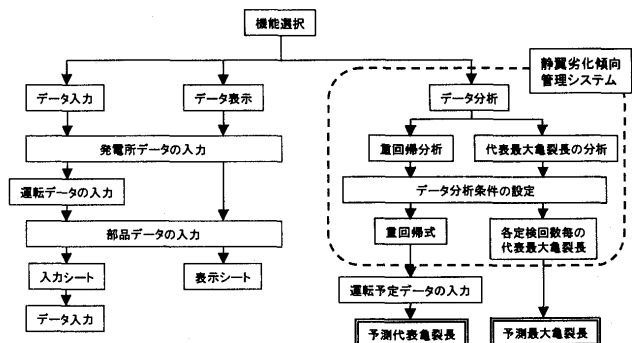 機能選択
静翼劣化傾向
管理システム
データ入力
データ表示
データ分析
発電所データの入力
重回帰分析
代表最大亀裂長の分析
運転データの入力
データ分析条件の設定
部品データの入力
重回帰式
各定検回数毎の
代表最大亀裂長
入力シート
表示シート
運転予定データの入力
データ入力
予測代表亀裂長
予測最大亀裂長